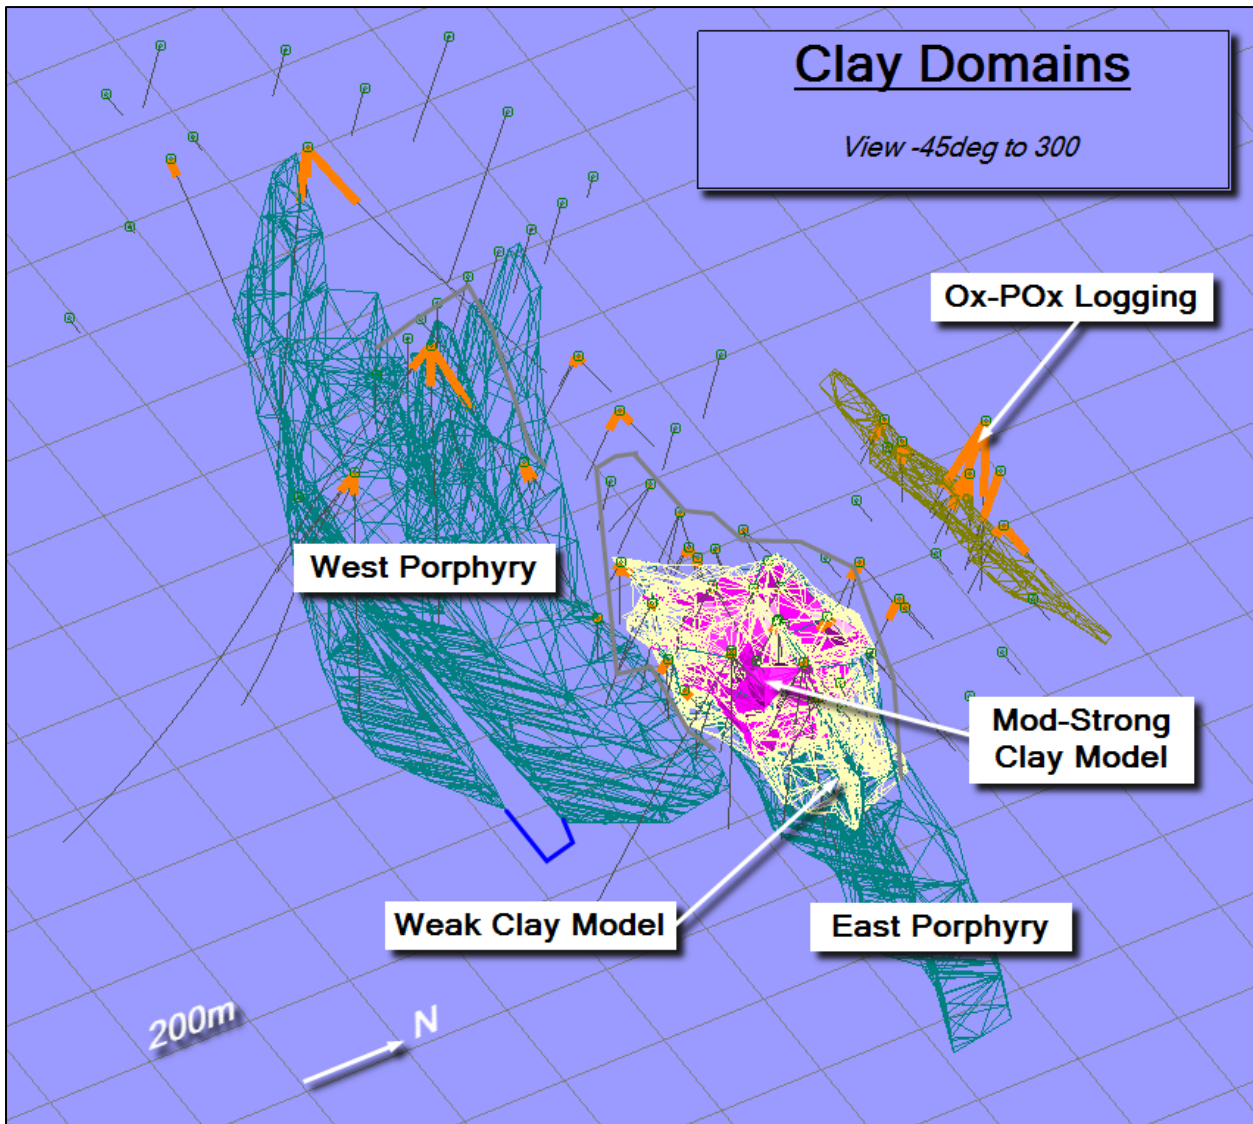 Clay Domains
View -45deg to 300
Ox-POx Logging
West Porphyry
Mod-Strong
Clay Model
Weak Clay Model
East Porphyry
200m
N